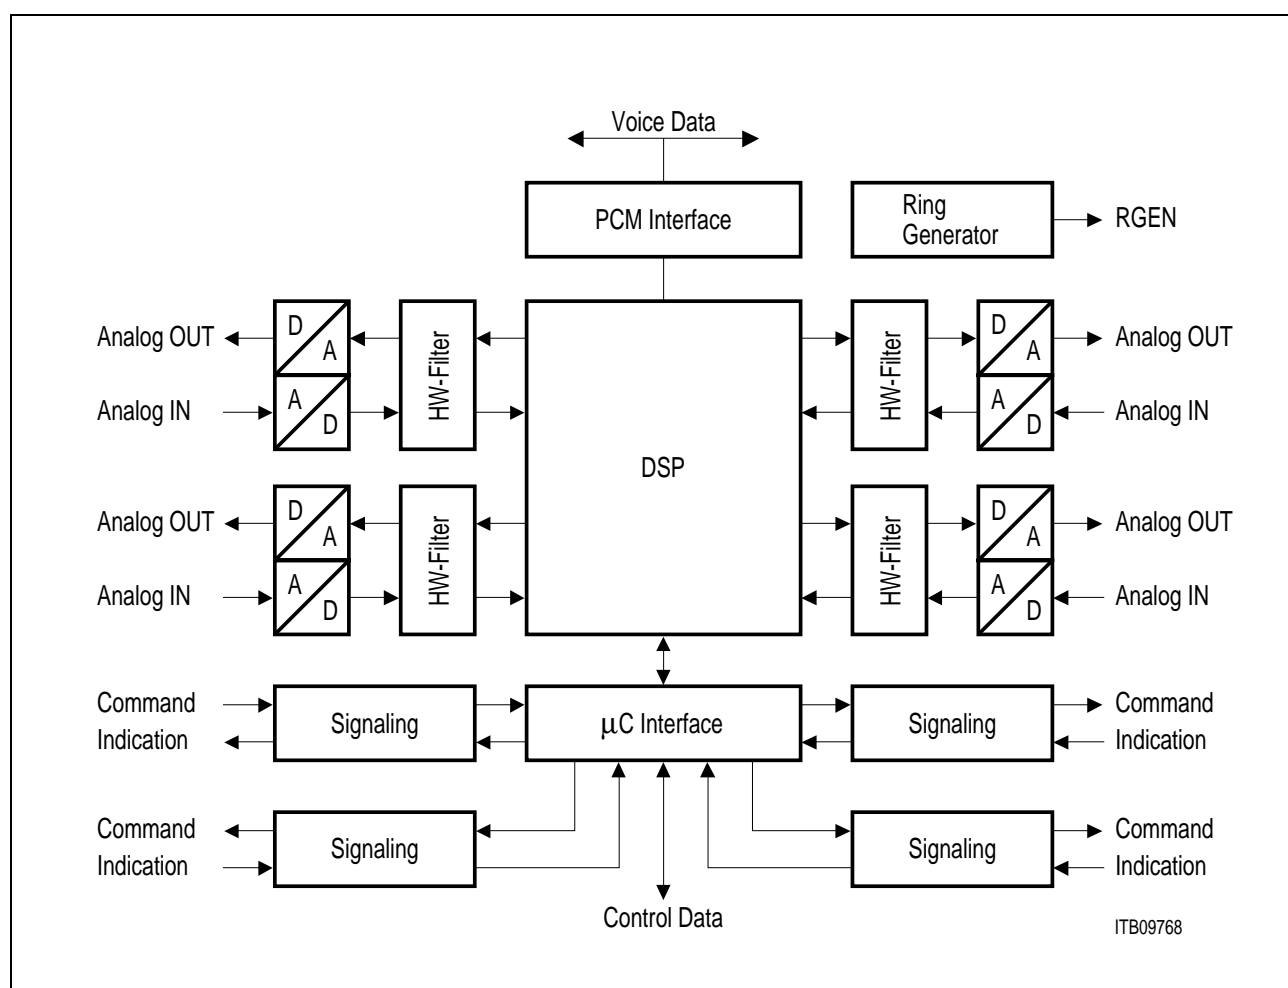 Voice Data
PCM Interface
Ring
Generator
RGEN
Analog OUT
D
A
HW-Filter
HW-Filter
D
A
Analog OUT
Analog IN
A
D
A
D
Analog IN
DSP
Analog OUT
D
A
HW-Filter
HW-Filter
D
A
Analog OUT
Analog IN
A
D
A
D
Analog IN
Command
Indication
Signaling
µC Interface
Signaling
Command
Indication
Command
Indication
Signaling
Signaling
Command
Indication
Control Data
ITB09768